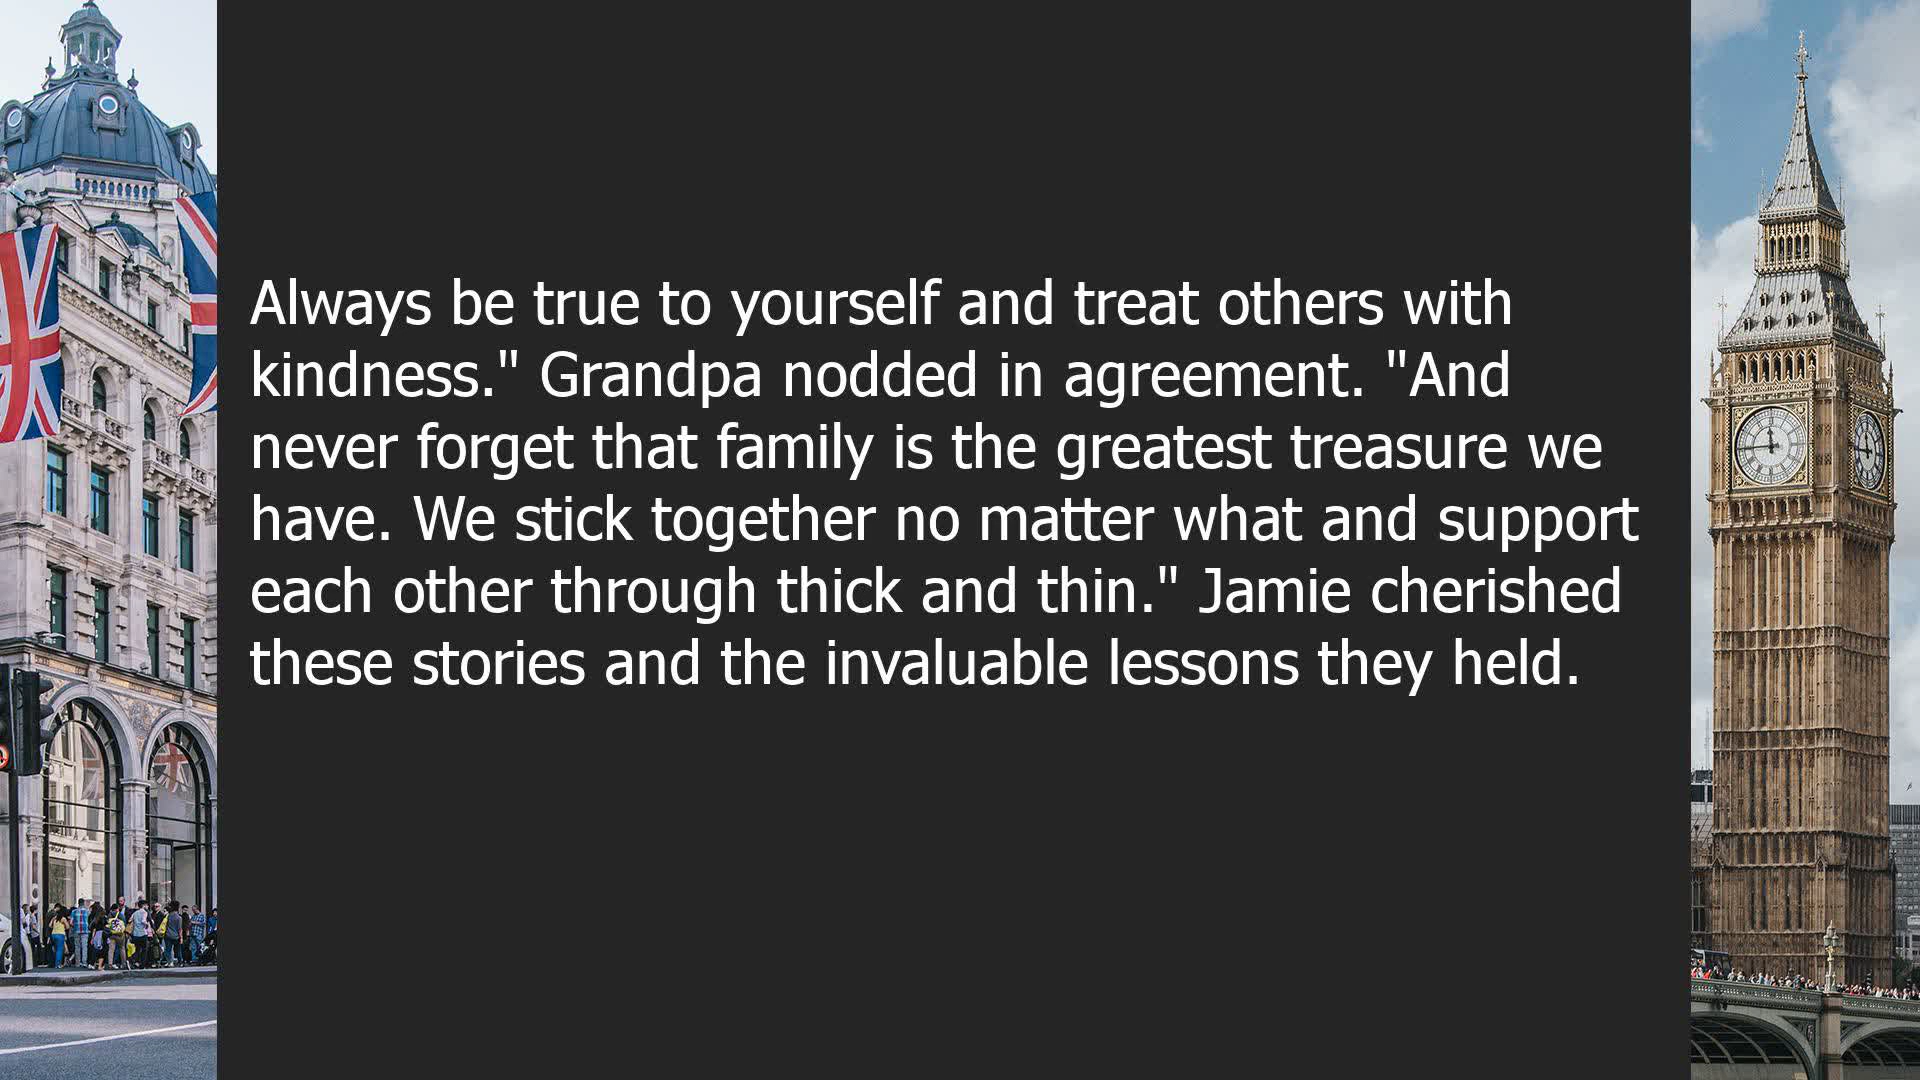 Always be true to yourself and treat others with
kindness." Grandpa nodded in agreement. "And
never forget that family is the greatest treasure we
have. We stick together no matter what and support
each other through thick and thin." Jamie cherished
these stories and the invaluable lessons they held.